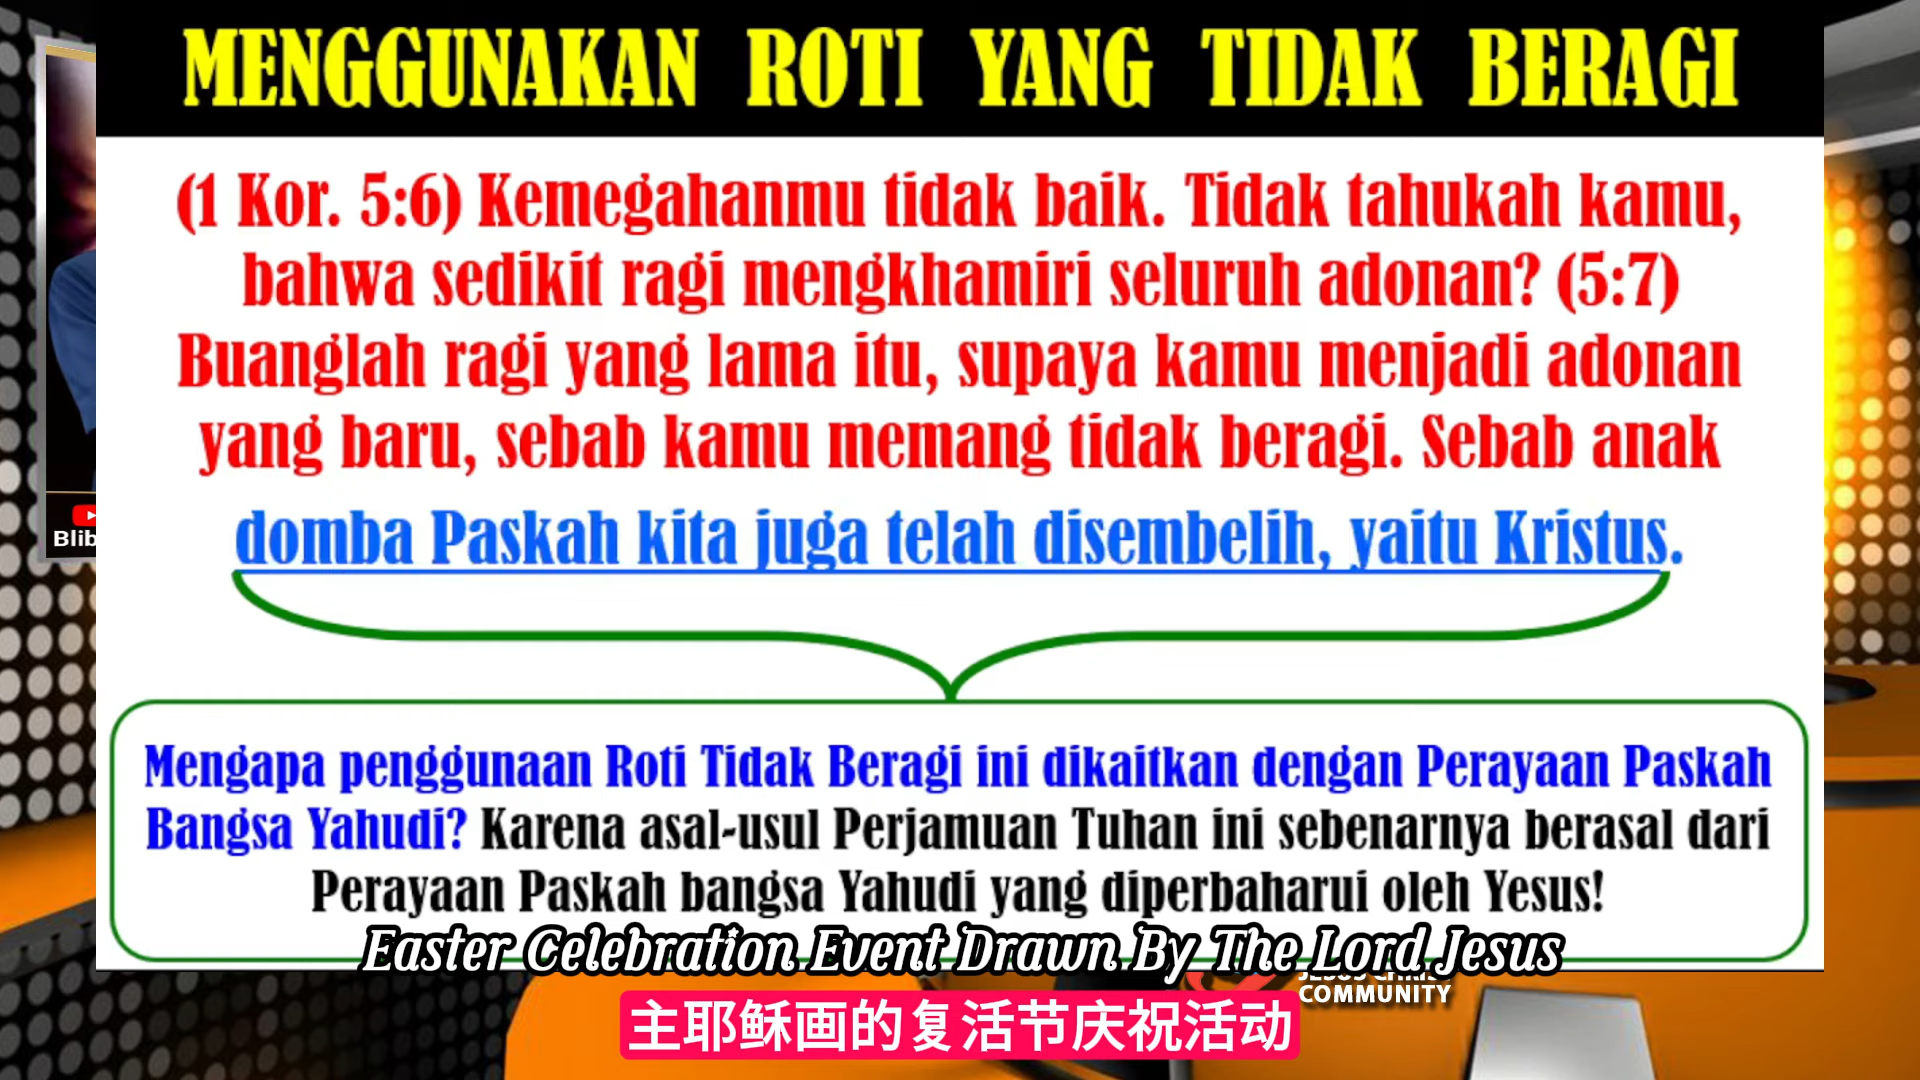 MENGGUNAKAN ROTI YANG TIDAK BERAGI
(1 Kor. 5:6) Kemegahanmu tidak baik. Tidak tahukah kamu,
bahwa sedikit ragi mengkhamiri seluruh adonan? (5:7)
Buanglah ragi yang lama itu, supaya kamu menjadi adonan
yang baru, sebab kamu memang tidak beragi. Sebab anak
domba Paskah kita juga telah disembelih, yaitu Kristus.
Mengapa penggunaan Roti Tidak Beragi ini dikaitkan dengan Perayaan Paskah
Bangsa Yahudi? Karena asal-usul Perjamuan Tuhan ini sebenarnya berasal dari
Perayaan Paskah bangsa Yahudi yang diperbaharui oleh Yesus!
Easter Celebration Event Drawn By The Lord Jesus
COMMUNITY
主耶稣画的复活节庆祝活动